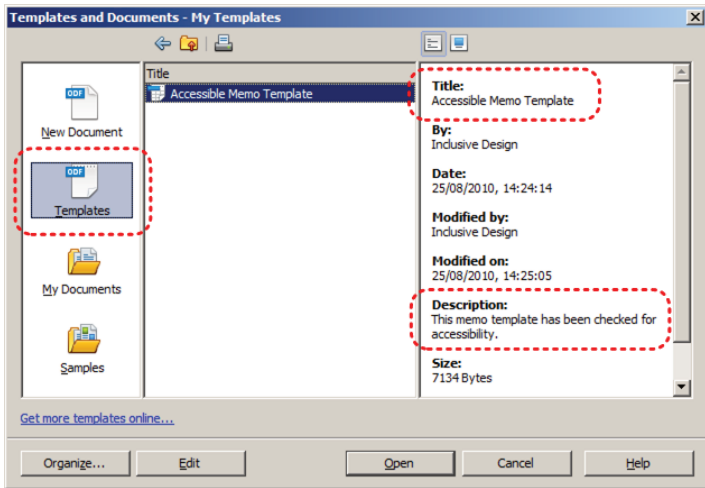 Templates and Documents - My Templates
ODF
New Document
ODF
Templates
My Documents
Samples
Title
Accessible Memo Template
Title:
Accessible Memo Template
By:
Inclusive Design
Date:
25/08/2010, 14:24:14
Modified by:
Inclusive Design
Modified on:
25/08/2010, 14:25:05
Description:
This memo template has been checked for
accessibility.
Size:
7134 Bytes
Get more templates online...
Organize...
Edit
Open
Cancel
Help